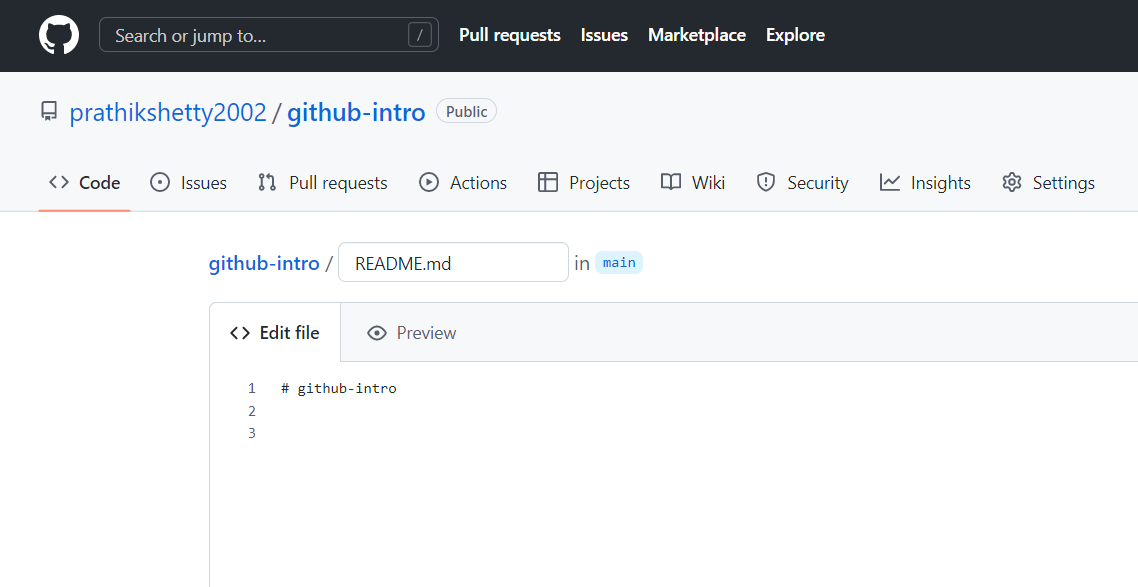 Search or jump to... / Pull requests Issues Marketplace Explore
prathikshetty2002 / github-intro Public
Code Issues Pull requests Actions Projects Wiki Security Insights Settings
github-intro / README.md in main
Edit file Preview
1 # github-intro
2
3